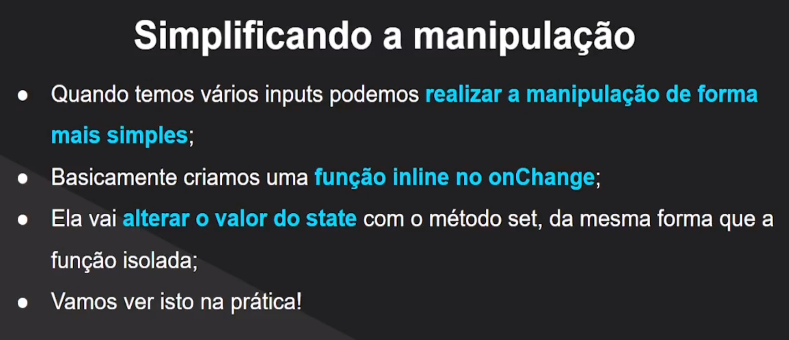 Simplificando a manipulação
● Quando temos vários inputs podemos realizar a manipulação de forma
mais simples;
● Basicamente criamos uma função inline no onChange;
● Ela vai alterar o valor do state com o método set, da mesma forma que a
função isolada;
● Vamos ver isto na prática!